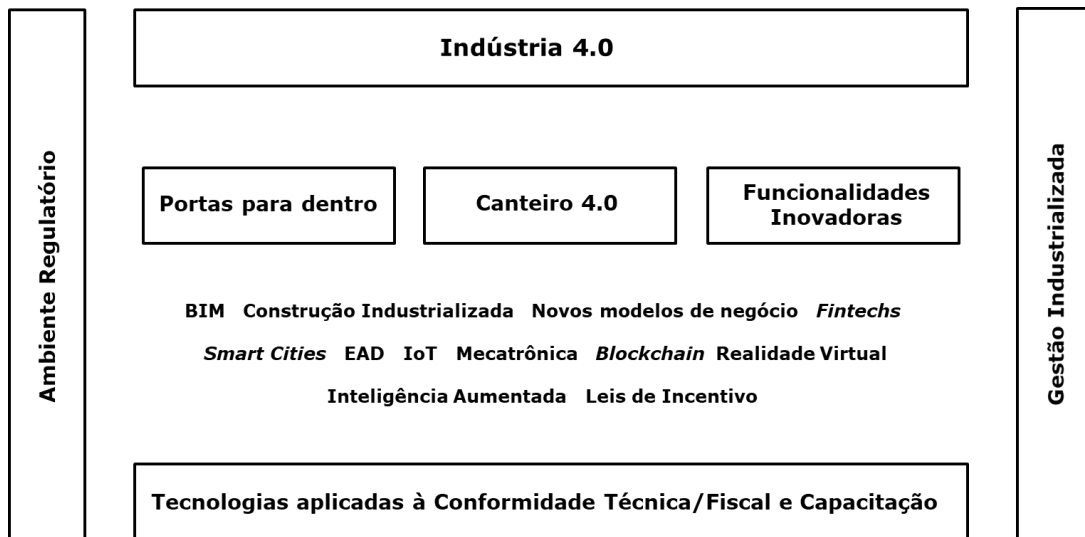 Indústria 4.0
Ambiente Regulatório
Portas para dentro
Canteiro 4.0
Funcionalidades
Inovadoras
Gestão Industrializada
BIM Construção Industrializada Novos modelos de negócio Fintechs
Smart Cities EAD IoT Mecatrônica Blockchain Realidade Virtual
Inteligência Aumentada Leis de Incentivo
Tecnologias aplicadas à Conformidade Técnica/Fiscal e Capacitação